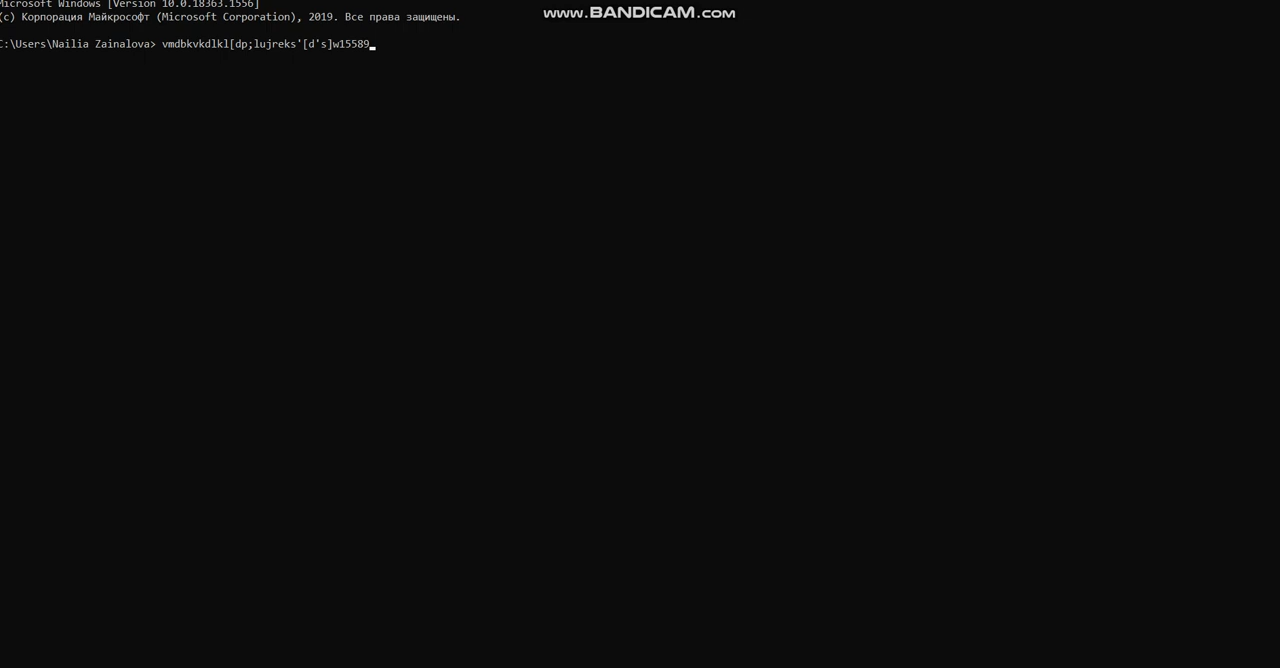 Microsoft Windows [Version 10.0.18363.1556]
(c) Корпорация Майкрософт (Microsoft Corporation), 2019. Все права защищены.
www.BANDICAM.com
C:\Users\Nailia Zainalova> vmdbkvkdlkl[dp;lujreks'[d's]w15589